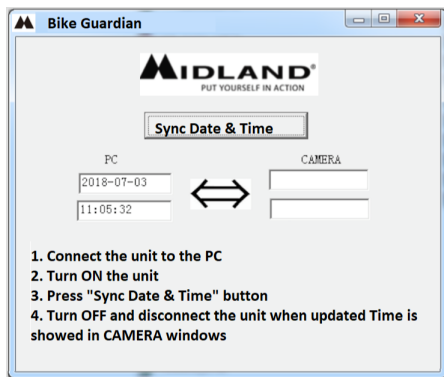 Bike Guardian
MIDLAND®
PUT YOURSELF IN ACTION
Sync Date & Time
PC
CAMERA
2018-07-03
11:05:32
1. Connect the unit to the PC
2. Turn ON the unit
3. Press "Sync Date & Time" button
4. Turn OFF and disconnect the unit when updated Time is
showed in CAMERA windows